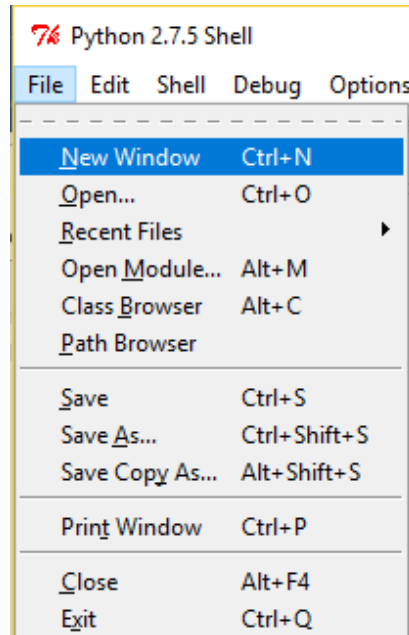 Python 2.7.5 Shell
File Edit Shell Debug Options
New Window Ctrl+N
Open... Ctrl+O
Recent Files
Open Module... Alt+M
Class Browser Alt+C
Path Browser
Save Ctrl+S
Save As... Ctrl+Shift+S
Save Copy As... Alt+Shift+S
Print Window Ctrl+P
Close Alt+F4
Exit Ctrl+Q